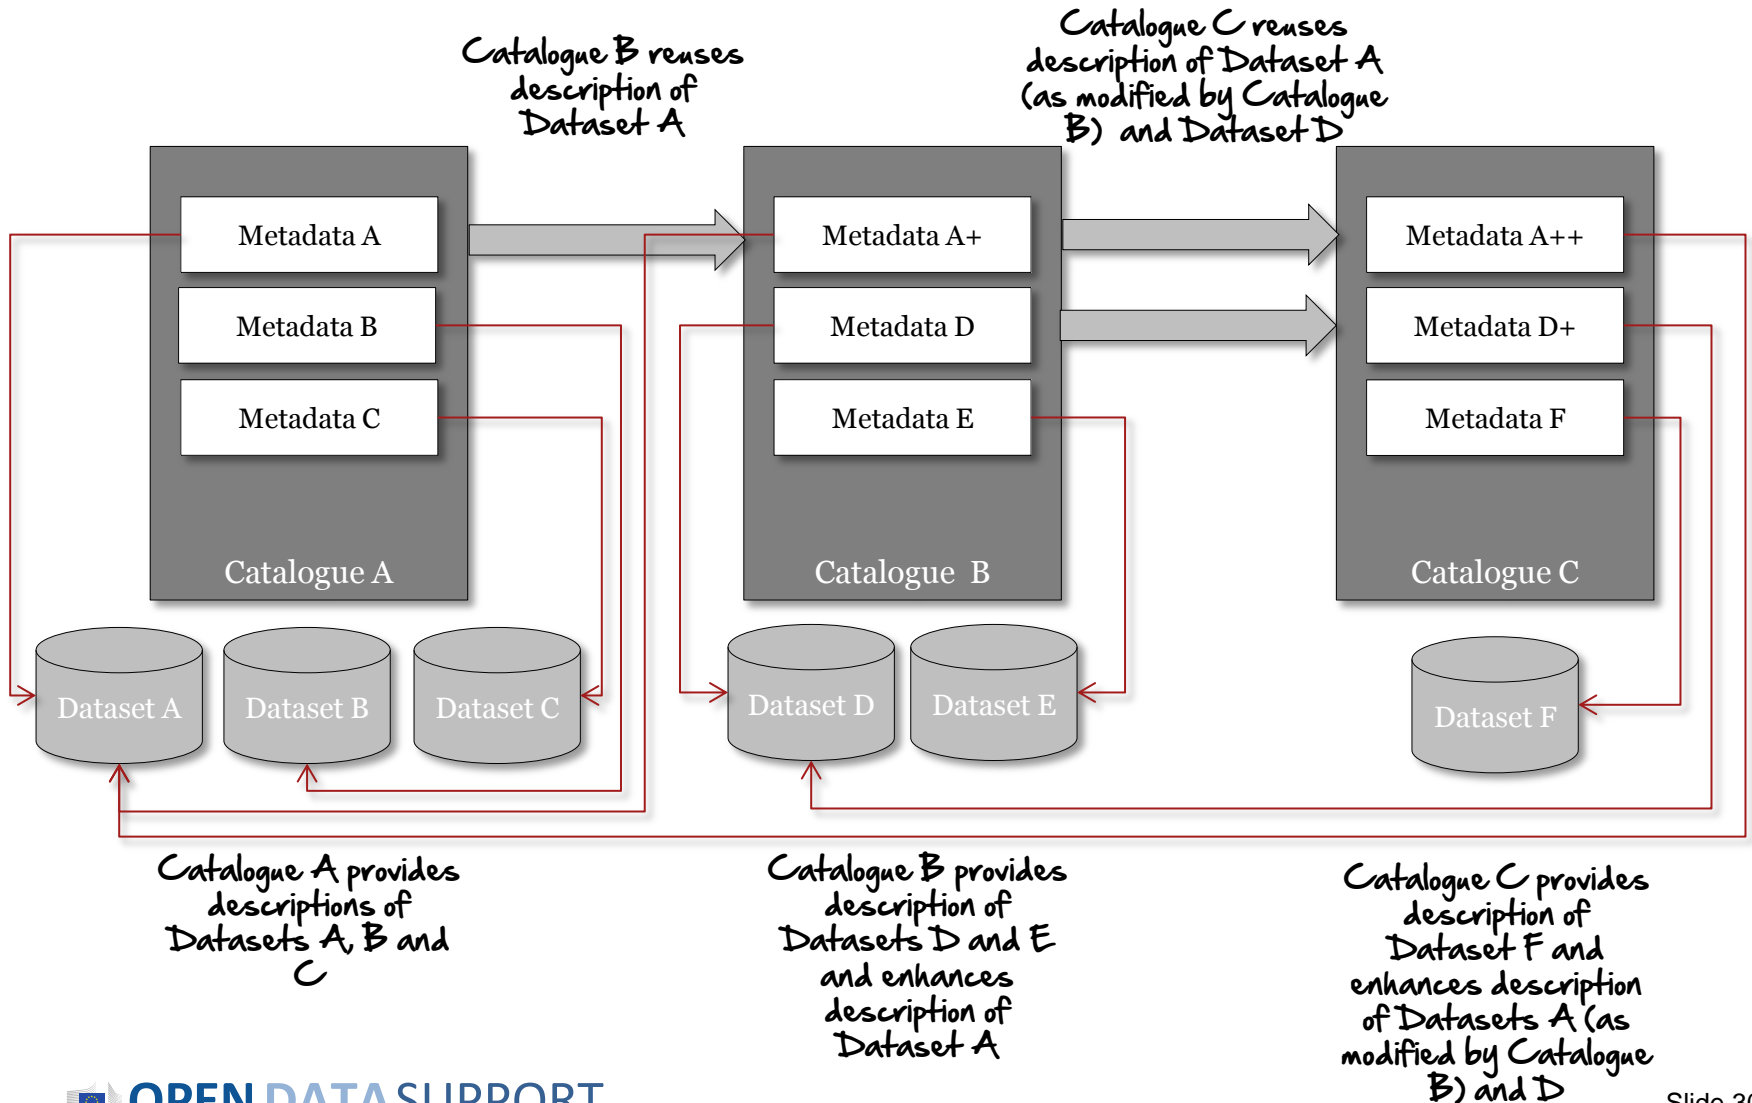 Catalogue B reuses
description of
Dataset A
Catalogue C reuses
description of Dataset A
(as modified by Catalogue
B) and Dataset D
Metadata A
Metadata B
Metadata C
Catalogue A
Metadata A+
Metadata D
Metadata E
Catalogue B
Metadata A++
Metadata D+
Metadata F
Catalogue C
Dataset A
Dataset B
Dataset C
Dataset D
Dataset E
Dataset F
Catalogue A provides
descriptions of
Datasets A, B and
C
Catalogue B provides
description of
Datasets D and E
and enhances
description of
Dataset A
Catalogue C provides
description of
Dataset F and
enhances description
of Datasets A (as
modified by Catalogue
B) and D
OPEN DATA SUPPORT
Slide 30